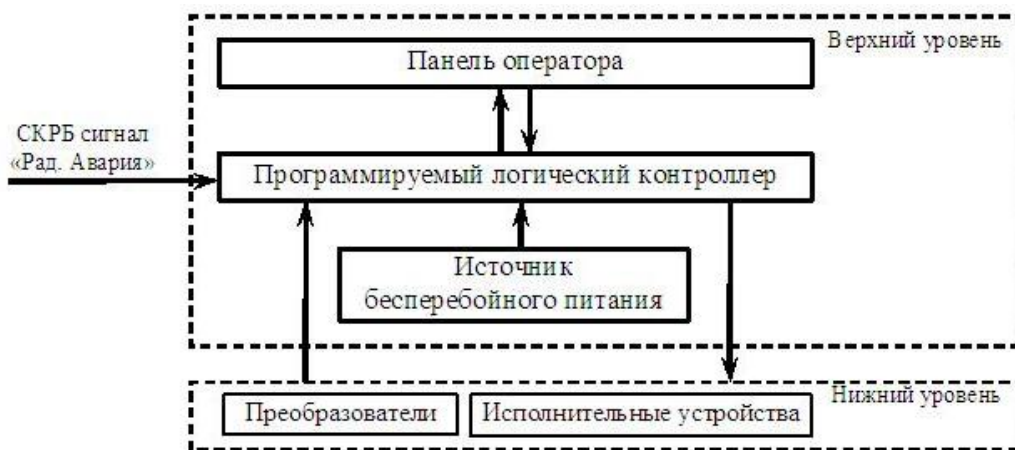 Верхний уровень
Панель оператора
СКРБ сигнал
«Рад. Авария»
Программируемый логический контроллер
Источник
бесперебойного питания
Нижний уровень
Преобразователи
Исполнительные устройства